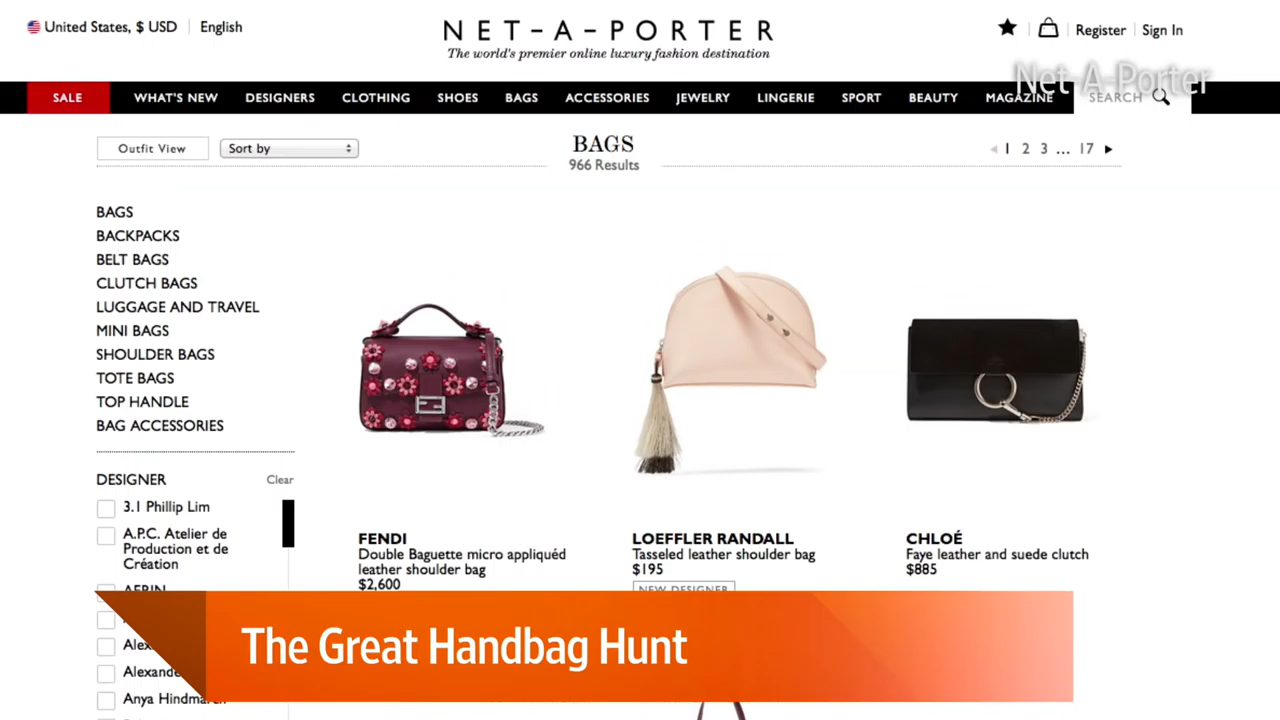 United States, $ USD English
NET-A-PORTER
The world's premier online luxury fashion destination
Register Sign In
Net-A-Porter
SALE WHAT'S NEW DESIGNERS CLOTHING SHOES BAGS ACCESSORIES JEWELRY LINGERIE SPORT BEAUTY MAGAZINE SEARCH
Outfit View Sort by
BAGS
966 Results
1 2 3 ... 17
BAGS
BACKPACKS
BELT BAGS
CLUTCH BAGS
LUGGAGE AND TRAVEL
MINI BAGS
SHOULDER BAGS
TOTE BAGS
TOP HANDLE
BAG ACCESSORIES
DESIGNER Clear
3.1 Phillip Lim
A.P.C. Atelier de
Production et de
Création
AERIN
Anya
FENDI
Double Baguette micro appliquéd
leather shoulder bag
$2,600
LOEFFLER RANDALL
Tasseled leather shoulder bag
$195
NEW DESIGNER
CHLOÉ
Faye leather and suede clutch
$885
The Great Handbag Hunt